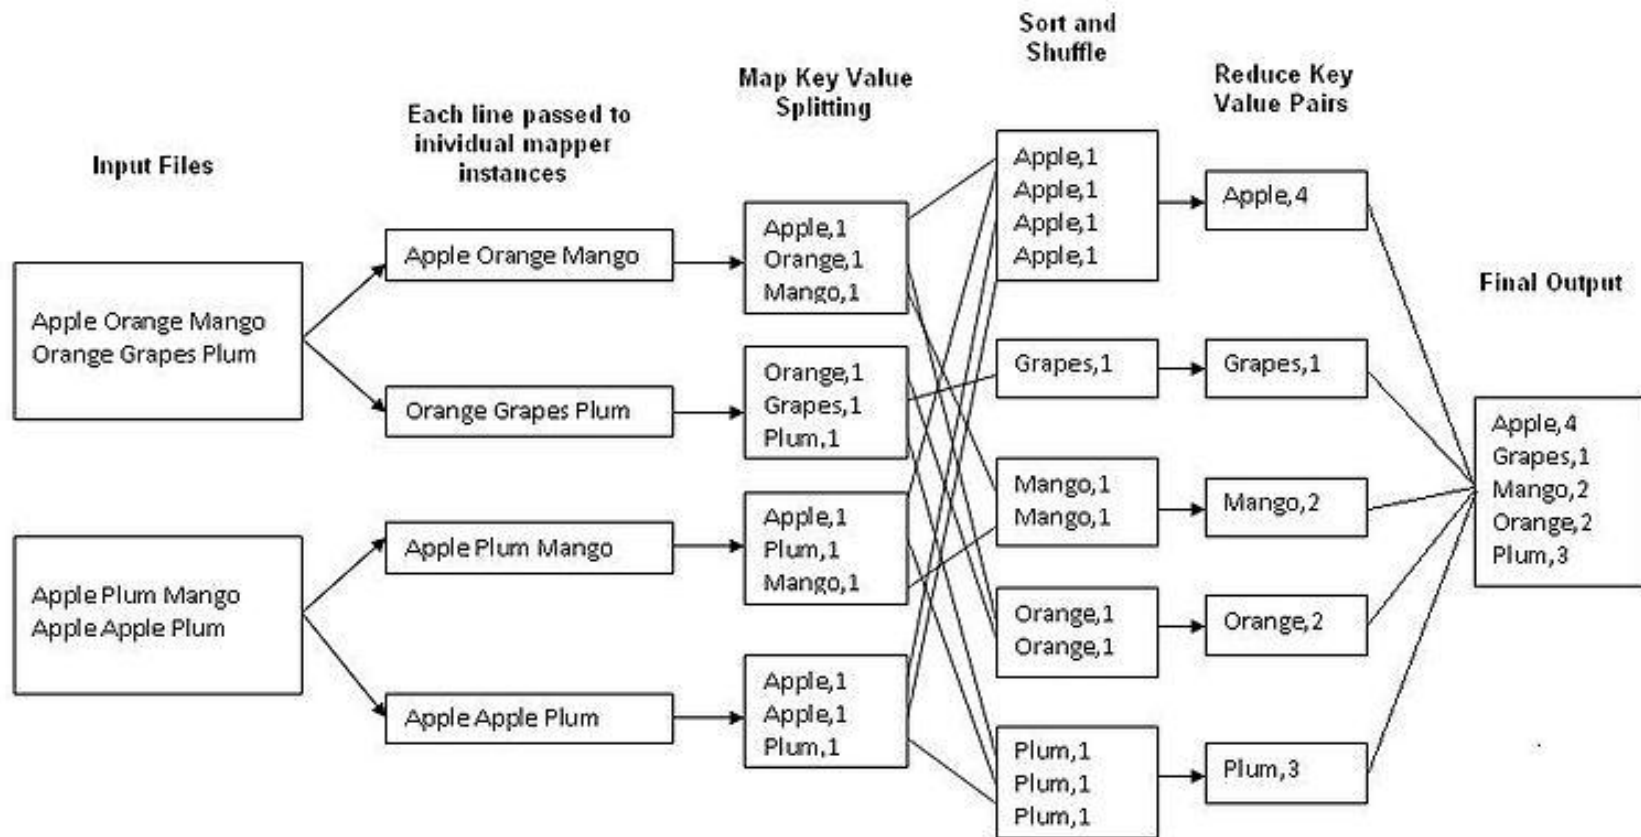 Input Files
Apple Orange Mango
Orange Grapes Plum
Apple Plum Mango
Apple Apple Plum
Each line passed to
inividual mapper
instances
Apple Orange Mango
Orange Grapes Plum
Apple Plum Mango
Apple Apple Plum
Map Key Value
Splitting
Apple,1
Orange,1
Mango,1
Orange,1
Grapes,1
Plum,1
Apple,1
Plum,1
Mango,1
Apple,1
Apple,1
Plum,1
Sort and
Shuffle
Apple,1
Apple,1
Apple,1
Apple,1
Grapes,1
Mango,1
Mango,1
Orange,1
Orange,1
Plum,1
Plum,1
Plum,1
Reduce Key
Value Pairs
Apple,4
Grapes,1
Mango,2
Orange,2
Plum,3
Final Output
Apple,4
Grapes,1
Mango,2
Orange,2
Plum,3